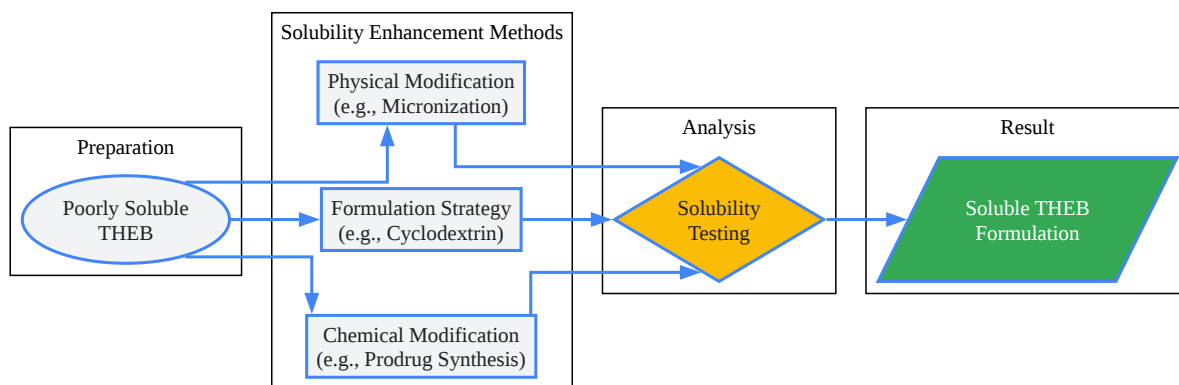 Preparation
Poorly Soluble
THEB
Solubility Enhancement Methods
Physical Modification
(e.g., Micronization)
Formulation Strategy
(e.g., Cyclodextrin)
Chemical Modification
(e.g., Prodrug Synthesis)
Analysis
Solubility
Testing
Result
Soluble THEB
Formulation